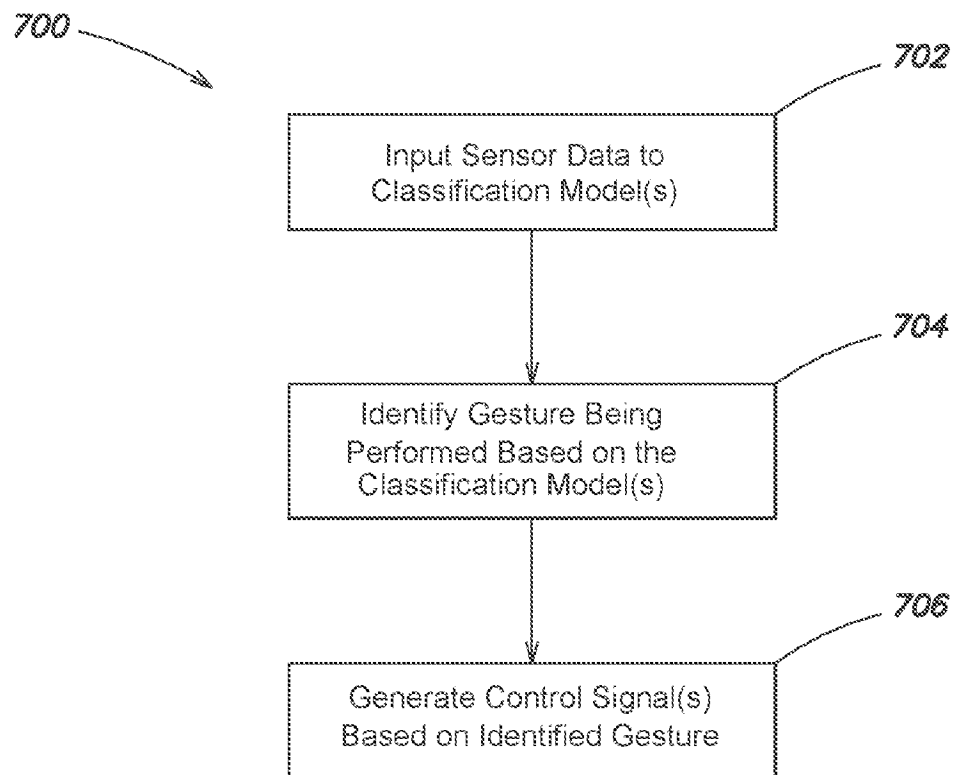 700
702
Input Sensor Data to
Classification Model(s)
704
Identify Gesture Being
Performed Based on the
Classification Model(s)
706
Generate Control Signal(s)
Based on Identified Gesture